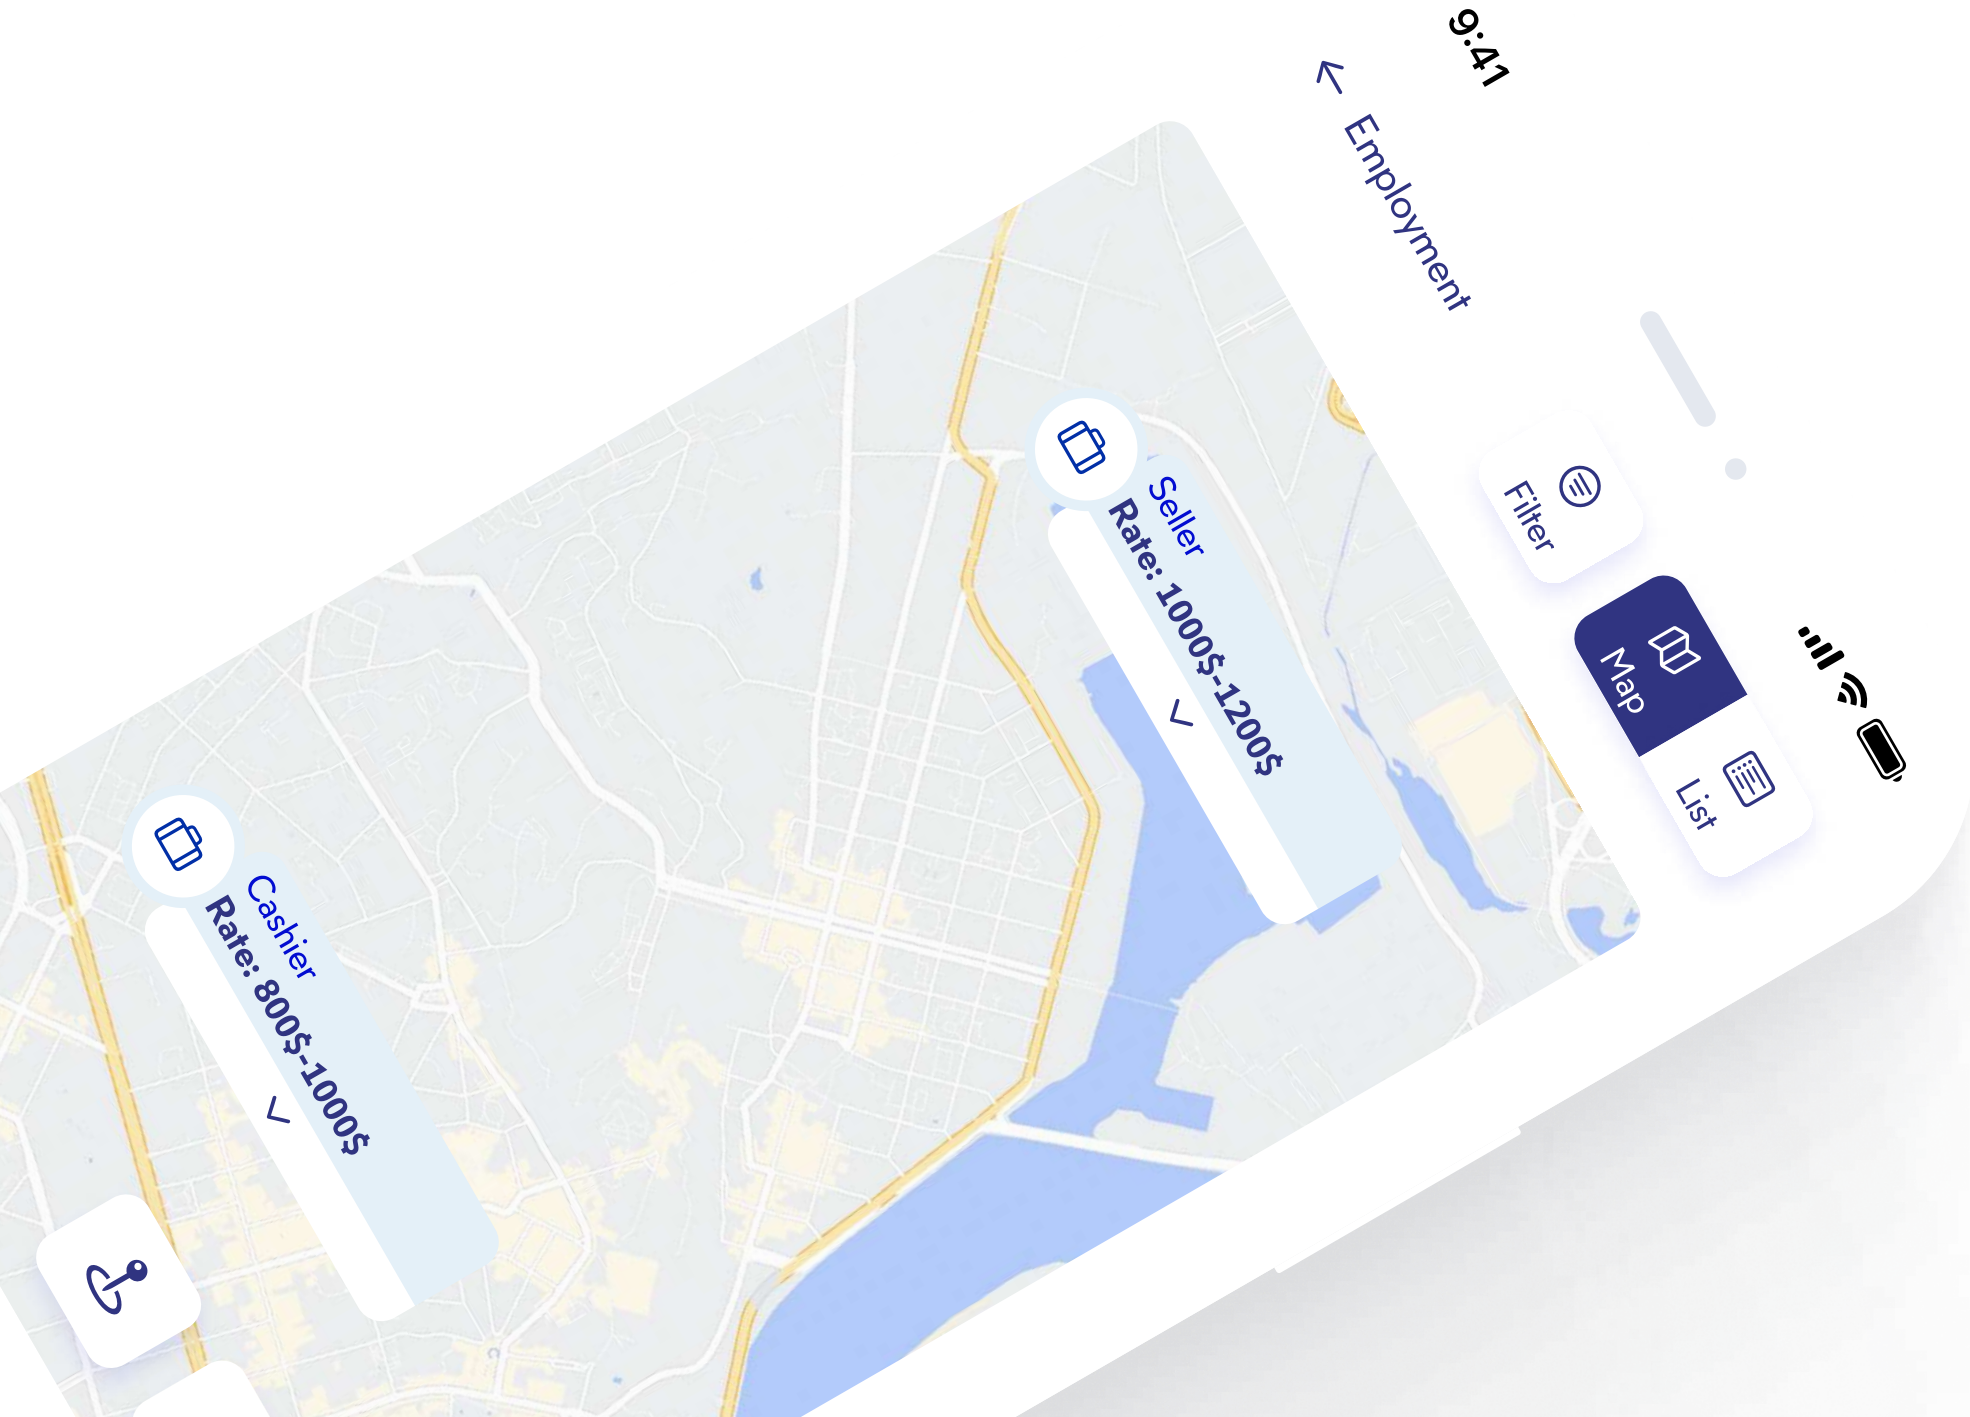 9:41
Employment
Filter
Map
List
Seller
Rate: 1000$-1200$
Cashier
Rate: 800$-1000$